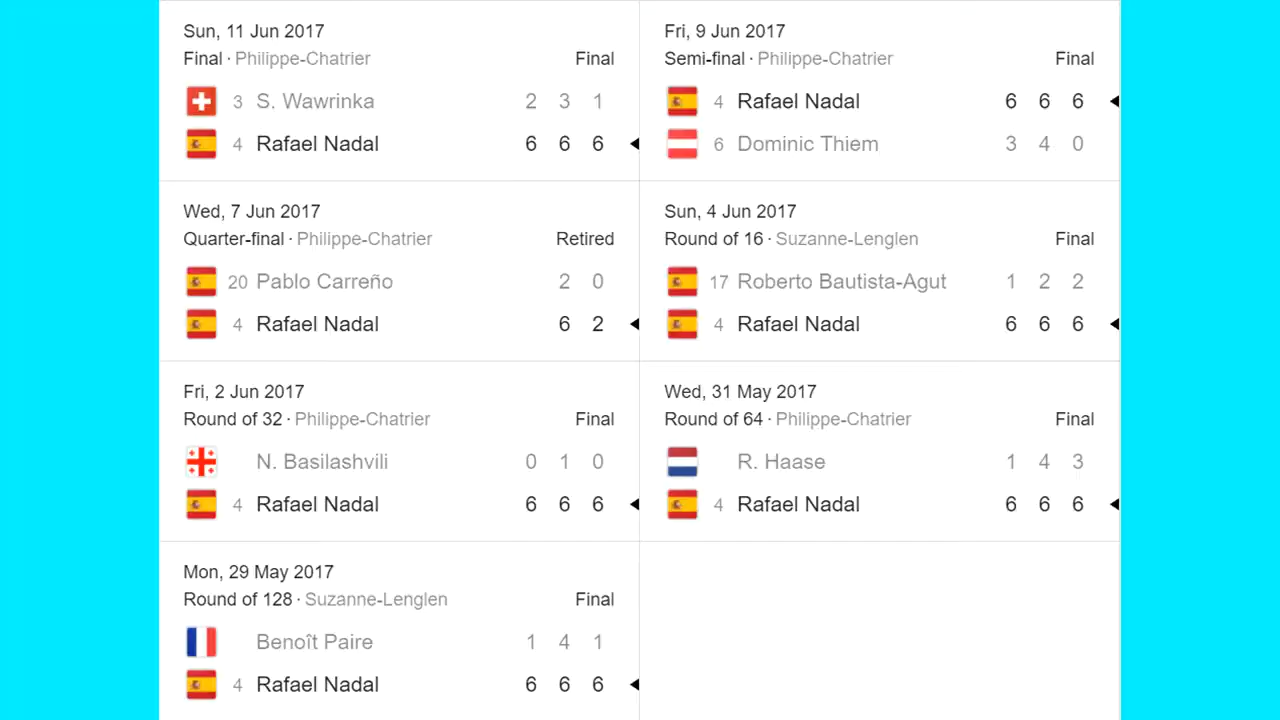 Sun, 11 Jun 2017
Final · Philippe-Chatrier Final
3 S. Wawrinka 2 3 1
4 Rafael Nadal 6 6 6
Fri, 9 Jun 2017
Semi-final · Philippe-Chatrier Final
4 Rafael Nadal 6 6 6
6 Dominic Thiem 3 4 0
Wed, 7 Jun 2017
Quarter-final · Philippe-Chatrier Retired
20 Pablo Carreño 2 0
4 Rafael Nadal 6 2
Sun, 4 Jun 2017
Round of 16 · Suzanne-Lenglen Final
17 Roberto Bautista-Agut 1 2 2
4 Rafael Nadal 6 6 6
Fri, 2 Jun 2017
Round of 32 · Philippe-Chatrier Final
N. Basilashvili 0 1 0
4 Rafael Nadal 6 6 6
Wed, 31 May 2017
Round of 64 · Philippe-Chatrier Final
R. Haase 1 4 3
4 Rafael Nadal 6 6 6
Mon, 29 May 2017
Round of 128 · Suzanne-Lenglen Final
Benoît Paire 1 4 1
4 Rafael Nadal 6 6 6